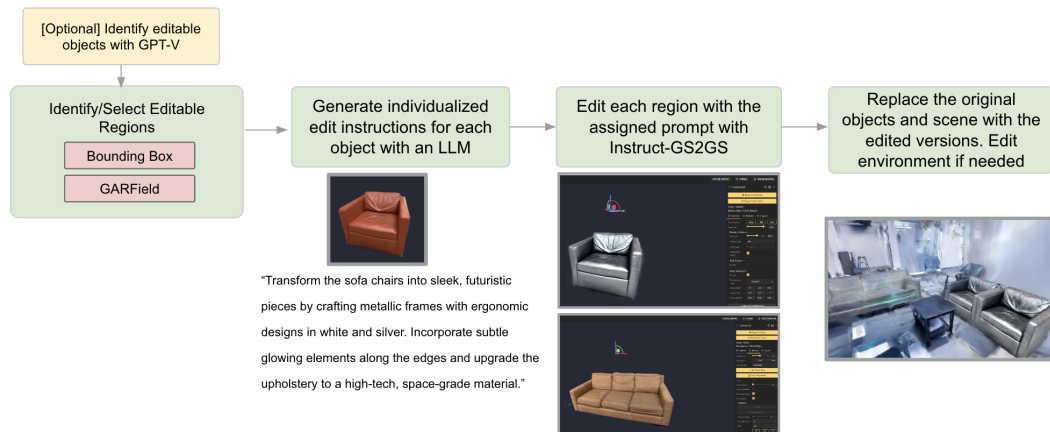 [Optional] Identify editable
objects with GPT-V
Identify/Select Editable
Regions
Bounding Box
GARField
Generate individualized
edit instructions for each
object with an LLM
Edit each region with the
assigned prompt with
Instruct-GS2GS
Replace the original
objects and scene with the
edited versions. Edit
environment if needed
“Transform the sofa chairs into sleek, futuristic
pieces by crafting metallic frames with ergonomic
designs in white and silver. Incorporate subtle
glowing elements along the edges and upgrade the
upholstery to a high-tech, space-grade material.”